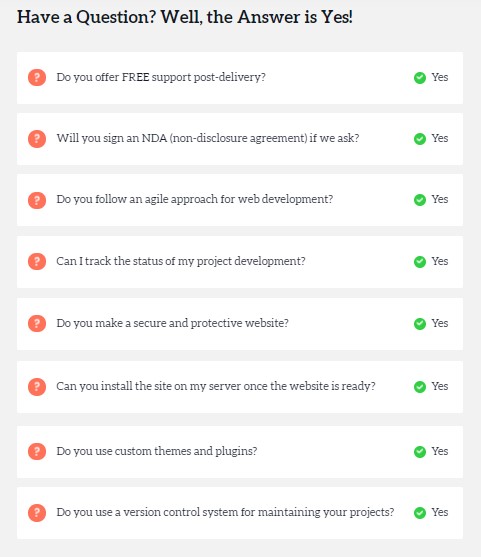 Have a Question? Well, the Answer is Yes!
? Do you offer FREE support post-delivery? Yes
? Will you sign an NDA (non-disclosure agreement) if we ask? Yes
? Do you follow an agile approach for web development? Yes
? Can I track the status of my project development? Yes
? Do you make a secure and protective website? Yes
? Can you install the site on my server once the website is ready? Yes
? Do you use custom themes and plugins? Yes
? Do you use a version control system for maintaining your projects? Yes